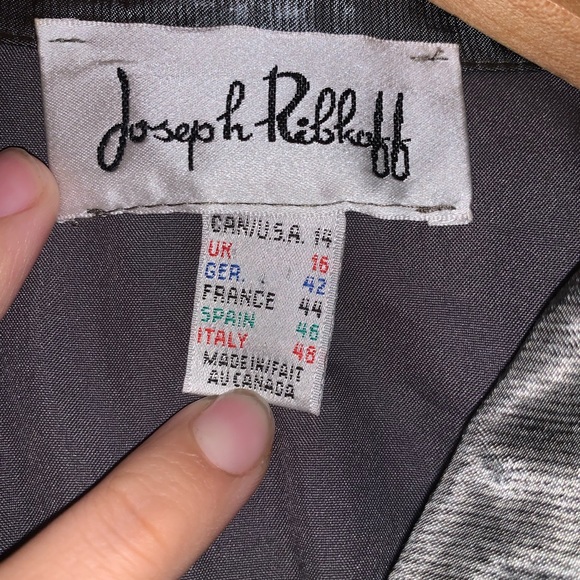 Joseph Ribkoff
CAN/U.S.A. 14
UK 16
GER. 42
FRANCE 44
SPAIN 46
ITALY 48
MADE IN/FAIT
AU CANADA